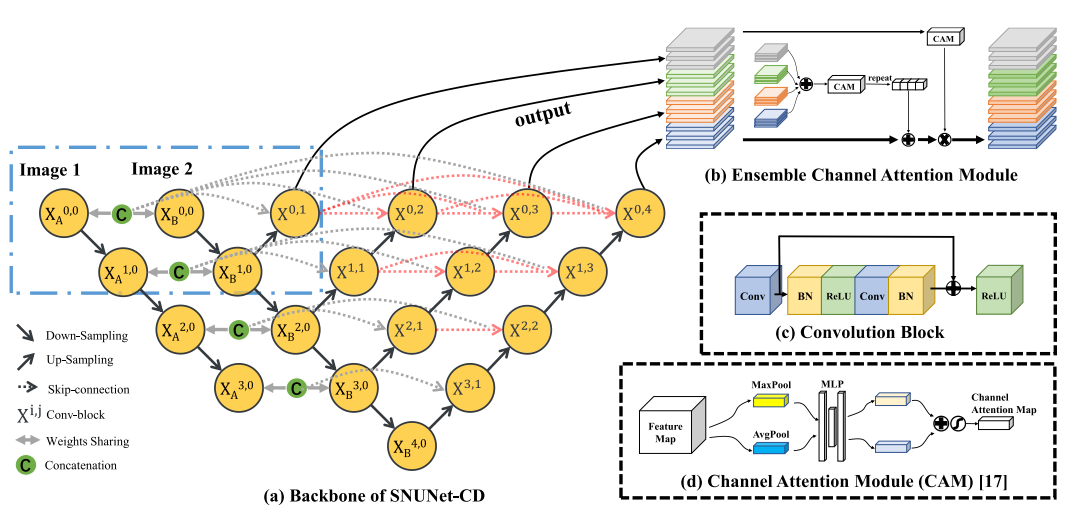 Image 1
Image 2
X_A^{0,0}
C
X_B^{0,0}
X^{0,1}
X^{0,2}
X^{0,3}
X^{0,4}
X_A^{1,0}
C
X_B^{1,0}
X^{1,1}
X^{1,2}
X^{1,3}
X_A^{2,0}
C
X_B^{2,0}
X^{2,1}
X^{2,2}
X_A^{3,0}
C
X_B^{3,0}
X^{3,1}
X_B^{4,0}
output
Down-Sampling
Up-Sampling
Skip-connection
X^{i,j} Conv-block
Weights Sharing
C Concatenation
(a) Backbone of SNUNet-CD
CAM
CAM
repeat
(b) Ensemble Channel Attention Module
Conv
BN
ReLU
Conv
BN
ReLU
(c) Convolution Block
Feature
Map
MaxPool
AvgPool
MLP
Channel
Attention Map
(d) Channel Attention Module (CAM) [17]